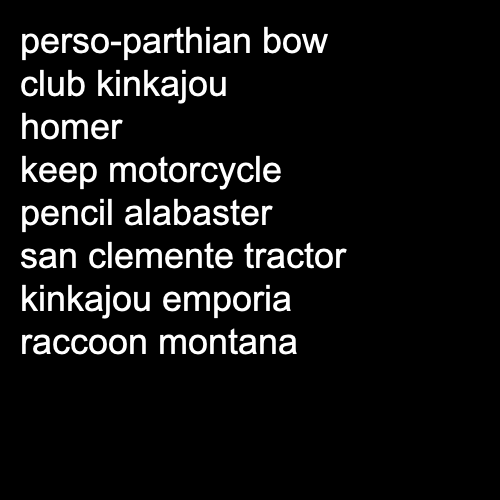 perso-parthian bow
club kinkajou
homer
keep motorcycle
pencil alabaster
san clemente tractor
kinkajou emporia
raccoon montana